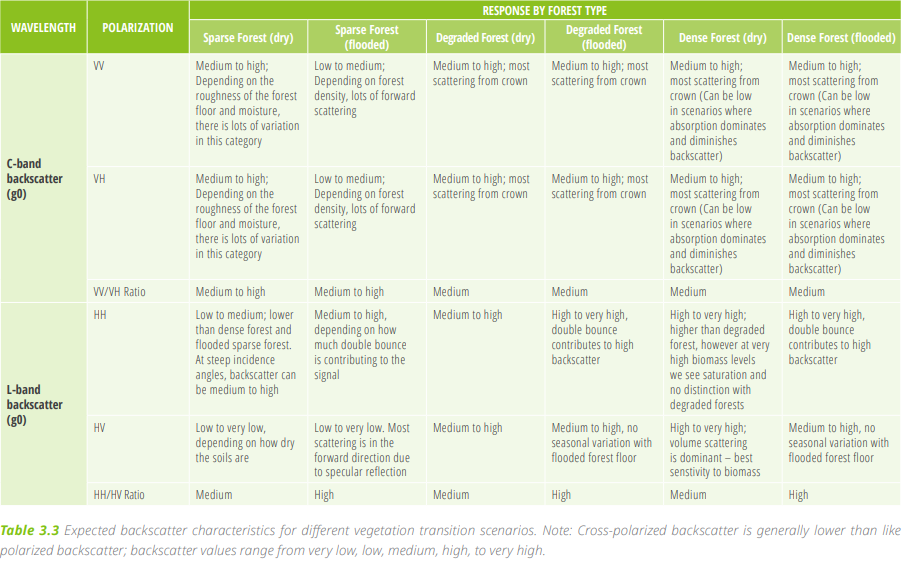 WAVELENGTH
POLARIZATION
RESPONSE BY FOREST TYPE
Sparse Forest (dry)
Sparse Forest
(flooded)
Degraded Forest (dry)
Degraded Forest
(flooded)
Dense Forest (dry)
Dense Forest (flooded)
C-band
backscatter
(g0)
VV
Medium to high;
Depending on the
roughness of the forest
floor and moisture,
there is lots of variation
in this category
Low to medium;
Depending on forest
density, lots of forward
scattering
Medium to high; most
scattering from crown
Medium to high; most
scattering from crown
Medium to high;
most scattering from
crown (Can be low
in scenarios where
absorption dominates
and diminishes
backscatter)
Medium to high;
most scattering from
crown (Can be low
in scenarios where
absorption dominates
and diminishes
backscatter)
VH
Medium to high;
Depending on the
roughness of the forest
floor and moisture,
there is lots of variation
in this category
Low to medium;
Depending on forest
density, lots of forward
scattering
Medium to high; most
scattering from crown
Medium to high; most
scattering from crown
Medium to high;
most scattering from
crown (Can be low
in scenarios where
absorption dominates
and diminishes
backscatter)
Medium to high;
most scattering from
crown (Can be low
in scenarios where
absorption dominates
and diminishes
backscatter)
VV/VH Ratio
Medium to high
Medium to high
Medium
Medium
Medium
Medium
L-band
backscatter
(g0)
HH
Low to medium; lower
than dense forest and
flooded sparse forest.
At steep incidence
angles, backscatter can
be medium to high
Medium to high,
depending on how
much double bounce
is contributing to the
signal
Medium to high
High to very high,
double bounce
contributes to high
backscatter
High to very high;
higher than degraded
forest, however at very
high biomass levels
we see saturation and
no distinction with
degraded forests
High to very high,
double bounce
contributes to high
backscatter
HV
Low to very low,
depending on how dry
the soils are
Low to very low. Most
scattering is in the
forward direction due
to specular reflection
Medium to high
Medium to high, no
seasonal variation with
flooded forest floor
High to very high;
volume scattering
is dominant – best
senstivity to biomass
Medium to high, no
seasonal variation with
flooded forest floor
HH/HV Ratio
Medium
High
Medium
High
Medium
High
Table 3.3 Expected backscatter characteristics for different vegetation transition scenarios. Note: Cross-polarized backscatter is generally lower than like
polarized backscatter; backscatter values range from very low, low, medium, high, to very high.